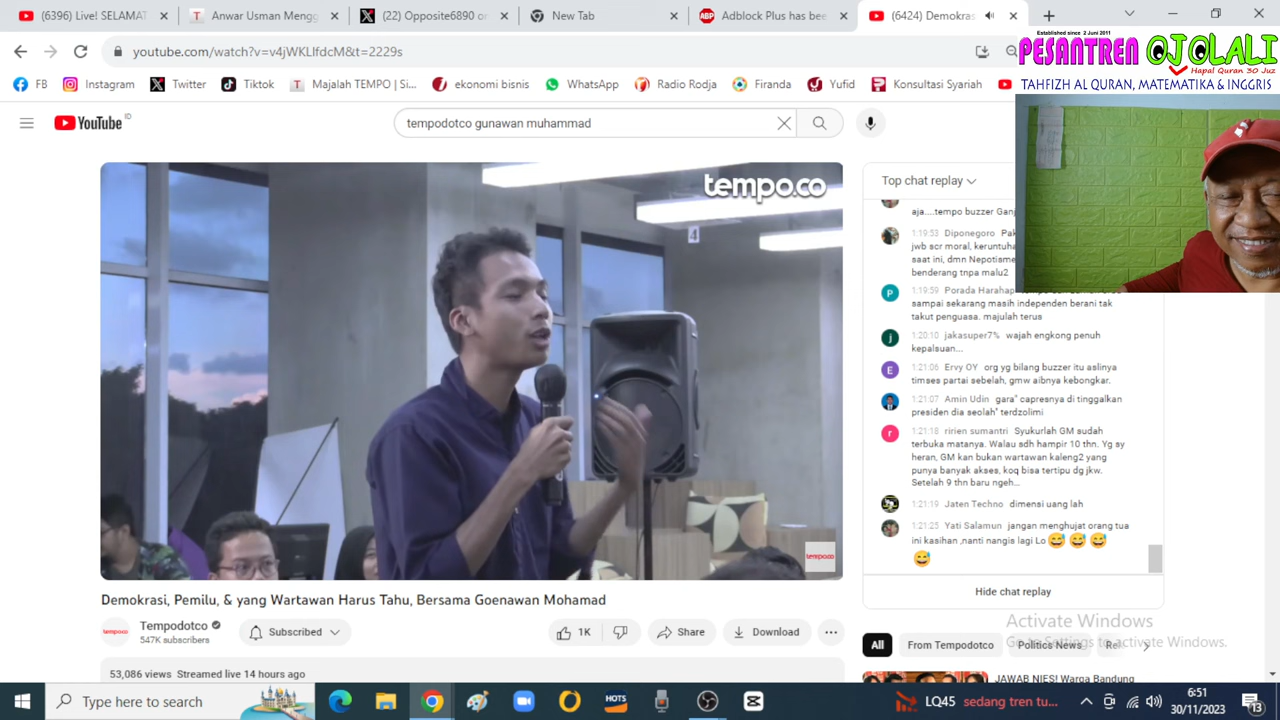 (6396) Live! SELAMAT
Anwar Usman Mengg
(22) Opposite6890 or
New Tab
Adblock Plus has bee
(6424) Demokras
youtube.com/watch?v=v4jWKLIfdcM&t=2294s
Established since 2 Juni 2011
PESANTREN OJOLALI
Hapal Quran 30 Juz
TAHFIZH AL QURAN, MATEMATIKA & INGGRIS
FB
Instagram
Twitter
Tiktok
Majalah TEMPO | Si...
ekonomi bisnis
WhatsApp
Radio Rodja
Firanda
Yufid
Konsultasi Syariah
YouTube ID
tempodotco gunawan muhammad
tempo.co
4
tempo.co
Top chat replay
aja....tempo buzzer Ganj
1:19:53 Diponegoro Pak
jwb scr moral, keruntuha
saat ini, dmn Nepotisme
benderang tnpa malu2
1:19:59 Porada Harahap
sampai sekarang masih independen berani tak
takut penguasa. majulah terus
1:20:10 jakasuper7% wajah engkong penuh
kepalsuan...
1:21:06 Ervy OY org yg bilang buzzer itu aslinya
timses partai sebelah, gmw aibnya kebongkar.
1:21:07 Amin Udin gara" capresnya di tinggalkan
presiden dia seolah" terdzolimi
1:21:18 ririen sumantri Syukurlah GM sudah
terbuka matanya. Walau sdh hampir 10 thn. Yg sy
heran, GM kan bukan wartawan kaleng2 yang
punya banyak akses, koq bisa tertipu dg jkw.
Setelah 9 thn baru ngeh...
1:21:19 Jaten Techno dimensi uang lah
1:21:25 Yati Salamun jangan menghujat orang tua
ini kasihan ,nanti nangis lagi Lo 😅 😅 😅
😅
Hide chat replay
Demokrasi, Pemilu, & yang Wartawan Harus Tahu, Bersama Goenawan Mohamad
tempo.co
Tempodotco
547K subscribers
Subscribed
1K
Share
Download
53,086 views Streamed live 14 hours ago
Activate Windows
Go to Settings to activate Windows.
All
From Tempodotco
Politics News
Re
JAWAB NIES! Warga Bandung
Type here to search
HOTS
LQ45 sedang tren tu...
6:51
30/11/2023
13